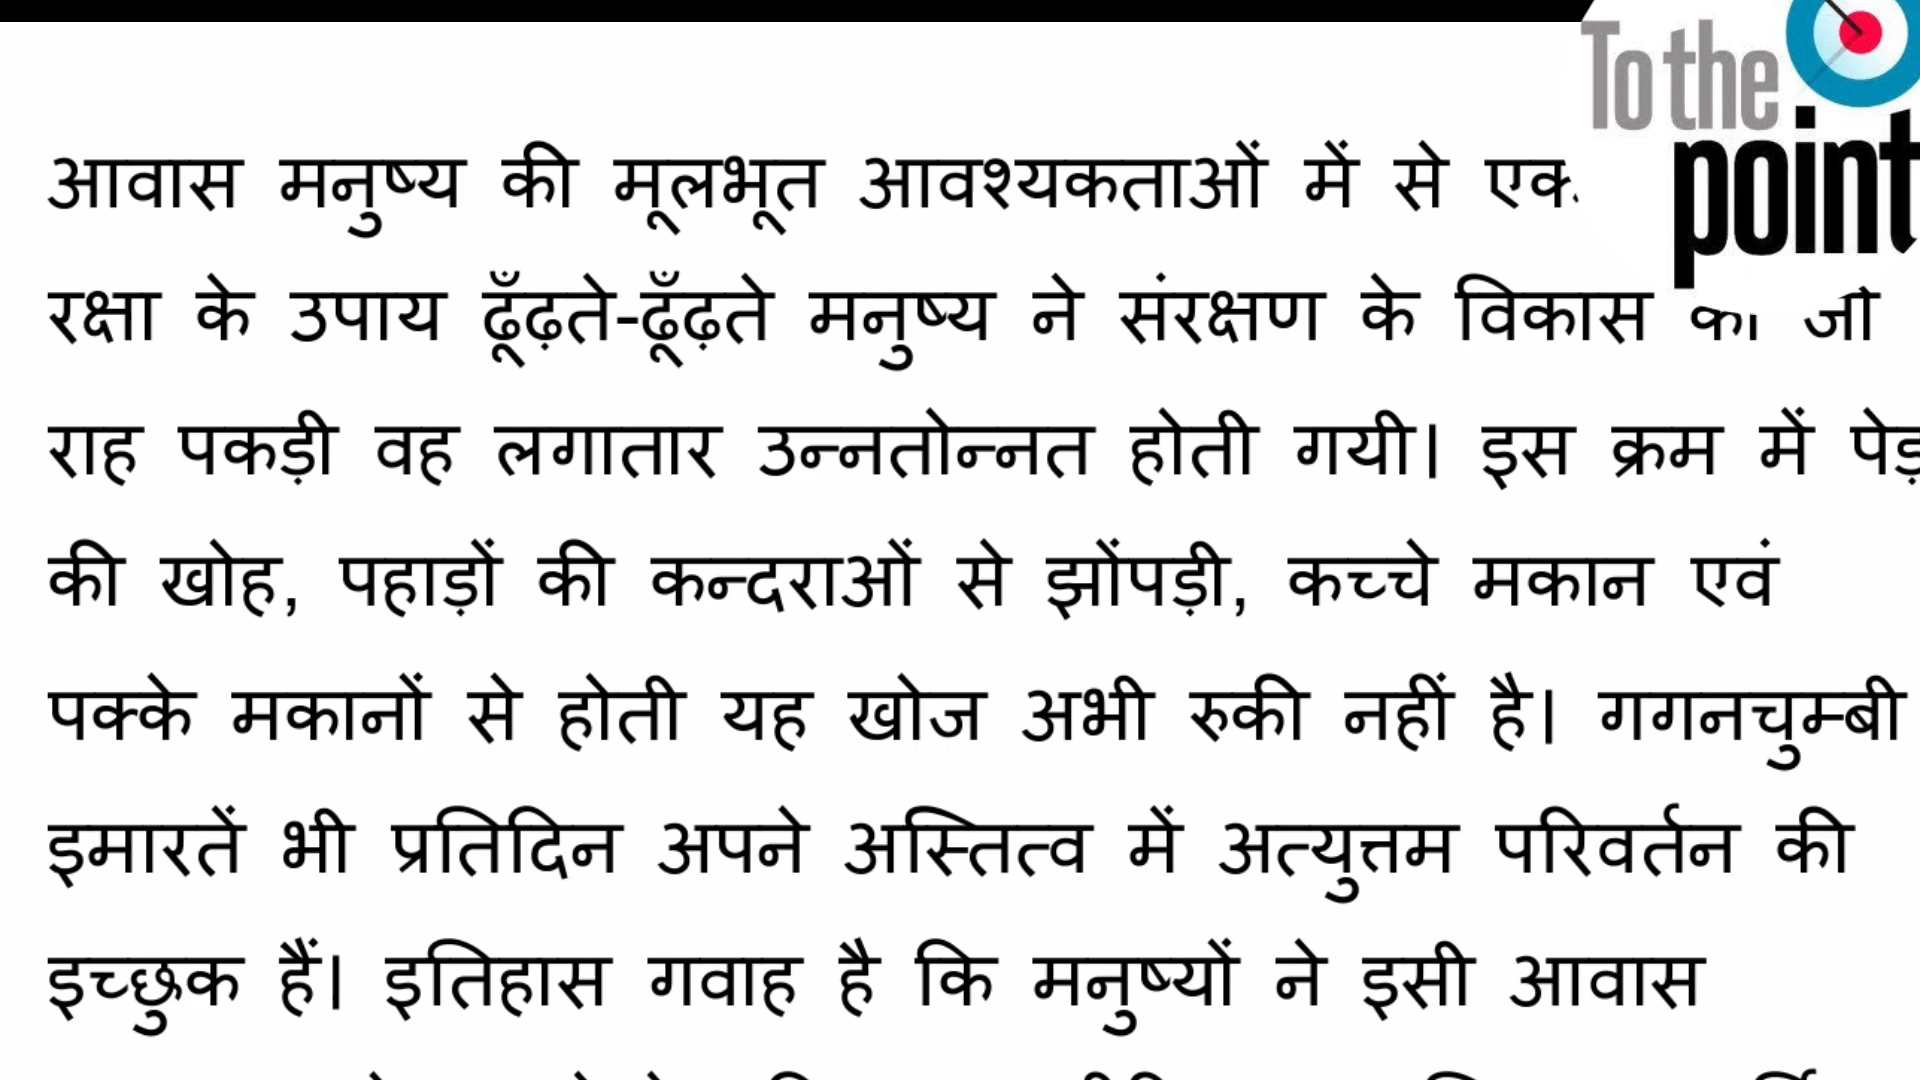 To the
point
आवास मनुष्य की मूलभूत आवश्यकताओं में से एक
रक्षा के उपाय ढूँढ़ते-ढूँढ़ते मनुष्य ने संरक्षण के विकास की जो
राह पकड़ी वह लगातार उन्नतोन्नत होती गयी। इस क्रम में पेड़
की खोह, पहाड़ों की कन्दराओं से झोंपड़ी, कच्चे मकान एवं
पक्के मकानों से होती यह खोज अभी रुकी नहीं है। गगनचुम्बी
इमारतें भी प्रतिदिन अपने अस्तित्व में अत्युत्तम परिवर्तन की
इच्छुक हैं। इतिहास गवाह है कि मनुष्यों ने इसी आवास